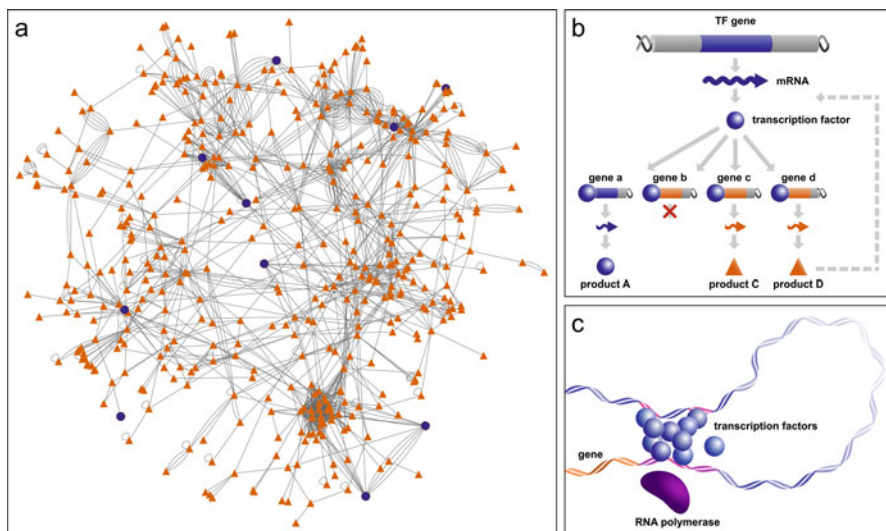 a
b
TF gene
mRNA
transcription factor
gene a
gene b
gene c
gene d
product A
product C
product D
c
transcription factors
gene
RNA polymerase